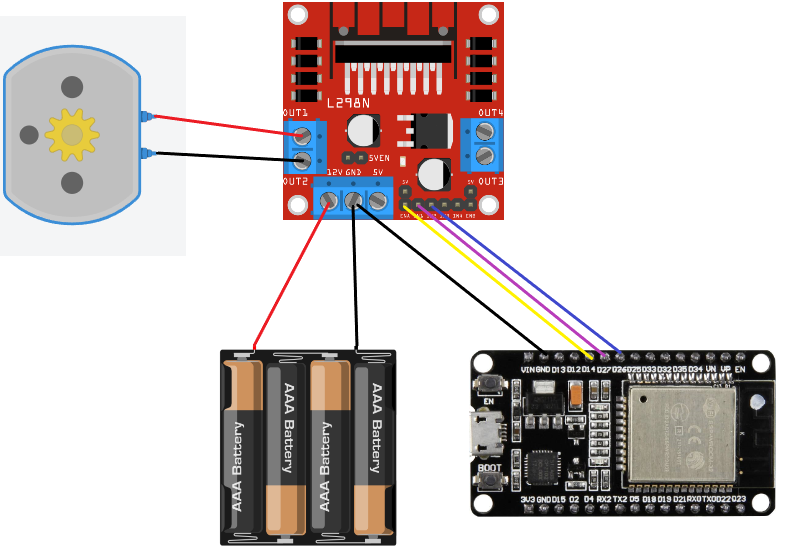 L298N
OUT1
OUT4
5VEN
OUT2
12V GND 5V
OUT3
5V
5V
ENA IN1 IN2 IN3 IN4 ENB
AAA Battery
AAA Battery
AAA Battery
AAA Battery
VIN GND D13 D12 D14 D27 D26 D25 D33 D32 D35 D34 VN VP EN
EN
BOOT
3V3 GND D15 D2 D4 RX2 TX2 D5 D18 D19 D21 RX0 TX0 D22 D23